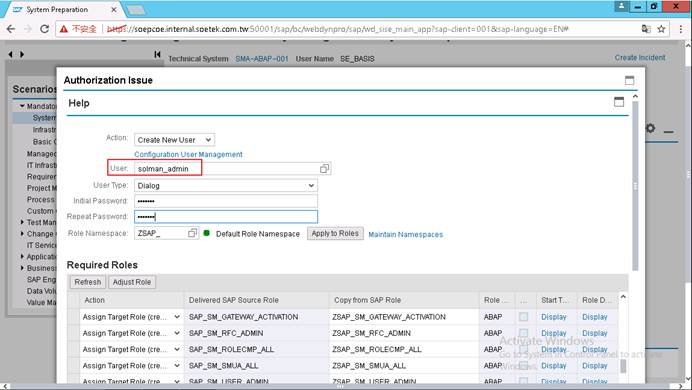 System Preparation
不安全 | https://soepcoe.internal.soetek.com.tw:50001/sap/bc/webdynpro/sap/wd_sise_main_app?sap-client=001&sap-language=EN#
Technical System SMA~ABAP~001 User Name SE_BASIS
Create Incident
Scenarios
Mandato
System
Infrastr
Basic C
Managed
IT Infrast
Requirem
Project M
Process
Custom
Test Man
Change
IT Servic
Applicatio
Business
SAP Eng
Data Volu
Value Ma
Authorization Issue
Help
Action: Create New User
Configuration User Management
User: solman_admin
User Type: Dialog
Initial Password: •••••••
Repeat Password: •••••••
Role Namespace: ZSAP_ Default Role Namespace Apply to Roles Maintain Namespaces
Required Roles
Refresh Adjust Role
Action Delivered SAP Source Role Copy from SAP Role Role ... ... Start T... Role D...
Assign Target Role (cre... SAP_SM_GATEWAY_ACTIVATION ZSAP_SM_GATEWAY_ACTIVATION ABAP Display Display
Assign Target Role (cre... SAP_SM_RFC_ADMIN ZSAP_SM_RFC_ADMIN ABAP Display Display
Assign Target Role (cre... SAP_SM_ROLECMP_ALL ZSAP_SM_ROLECMP_ALL ABAP Display Display
Assign Target Role (cre... SAP_SM_SMUA_ALL ZSAP_SM_SMUA_ALL ABAP Display Display
Assign Target Role (cre... SAP_SM_USER_ADMIN ZSAP_SM_USER_ADMIN ABAP Display Display
Activate Windows
Go to System in Control Panel to activate
Windows.